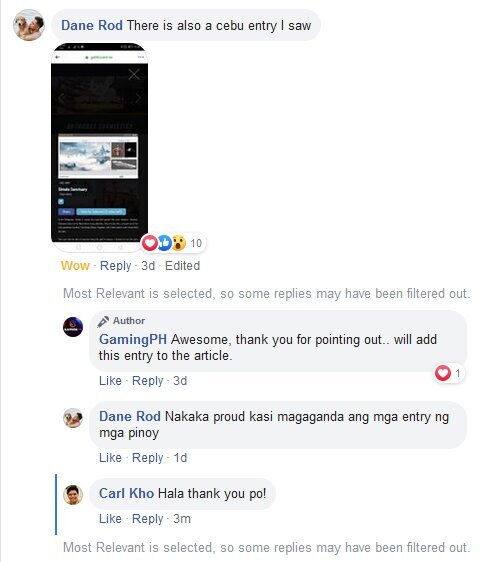 Dane Rod There is also a cebu entry I saw
Simala Sanctuary
10
Wow · Reply · 3d · Edited
Most Relevant is selected, so some replies may have been filtered out.
Author
GamingPH Awesome, thank you for pointing out.. will add
this entry to the article.
1
Like · Reply · 3d
Dane Rod Nakaka proud kasi magaganda ang mga entry ng
mga pinoy
Like · Reply · 1d
Carl Kho Hala thank you po!
Like · Reply · 3m
Most Relevant is selected, so some replies may have been filtered out.